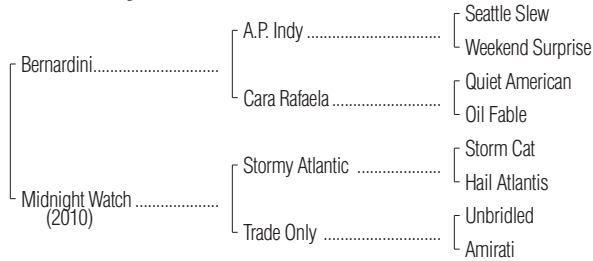 Seattle Slew
A.P. Indy ..............................
Weekend Surprise
Bernardini............................
Quiet American
Cara Rafaela ........................
Oil Fable
Storm Cat
Stormy Atlantic ..................
Hail Atlantis
Midnight Watch ..................
(2010)
Unbridled
Trade Only ..........................
Amirati